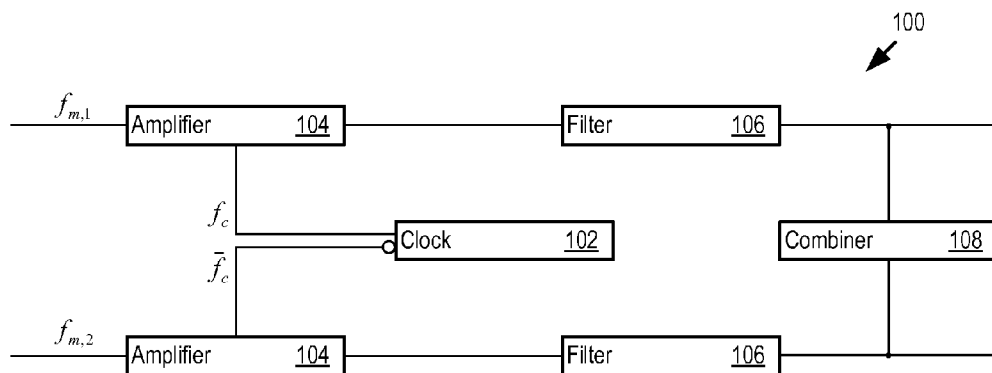 100
f_{m,1}
Amplifier 104
Filter 106
f_c
Clock 102
Combiner 108
\bar{f}_c
f_{m,2}
Amplifier 104
Filter 106